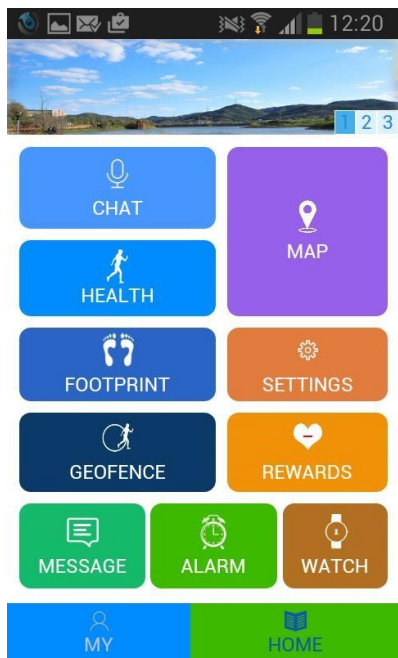 12:20
1 2 3
CHAT
MAP
HEALTH
FOOTPRINT
SETTINGS
GEOFENCE
REWARDS
MESSAGE
ALARM
WATCH
MY
HOME